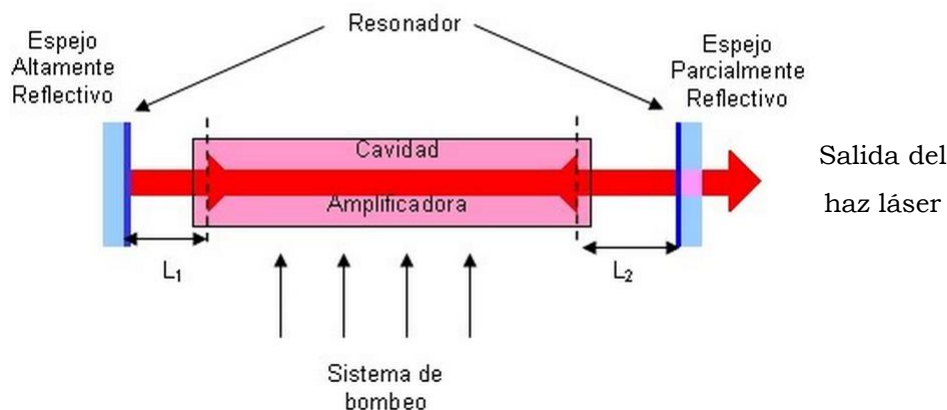 Resonador
Espejo
Altamente
Reflectivo
Espejo
Parcialmente
Reflectivo
Cavidad
Amplificadora
Salida del
haz láser
L₁
L₂
Sistema de
bombeo